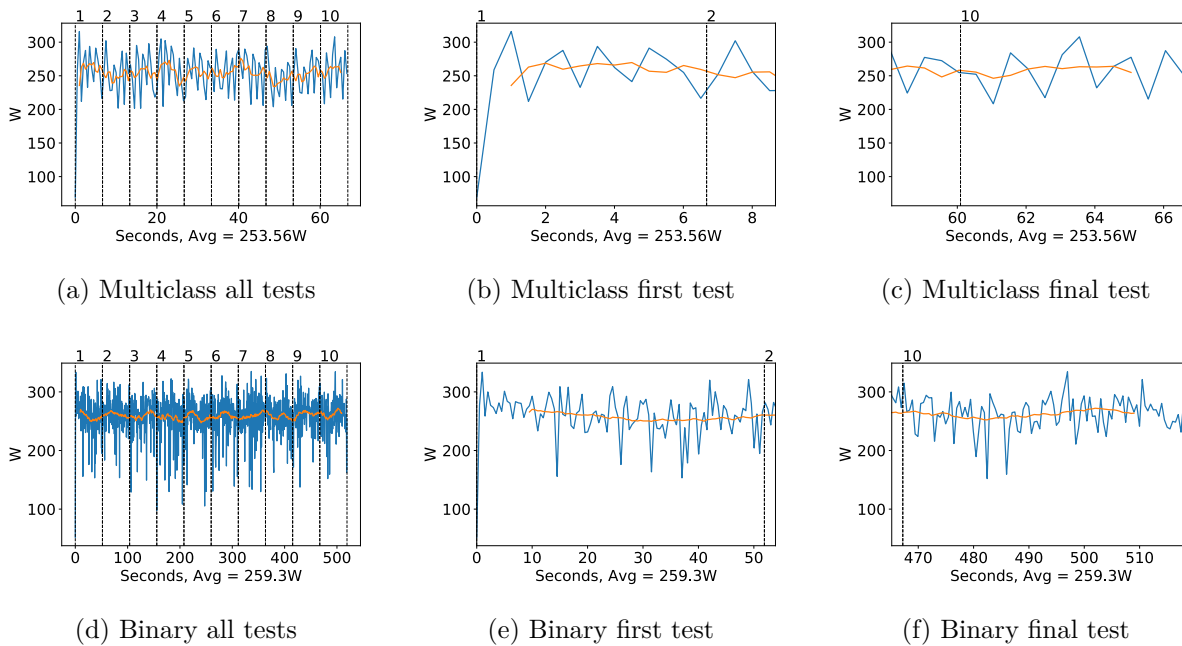 1 2 3 4 5 6 7 8 9 10
300
250
200
150
100
W
0 20 40 60
Seconds, Avg = 253.56W
(a) Multiclass all tests
1 2
300
250
200
150
100
W
0 2 4 6 8
Seconds, Avg = 253.56W
(b) Multiclass first test
10
300
250
200
150
100
W
60 62 64 66
Seconds, Avg = 253.56W
(c) Multiclass final test
1 2 3 4 5 6 7 8 9 10
300
200
100
W
0 100 200 300 400 500
Seconds, Avg = 259.3W
(d) Binary all tests
1 2
300
200
100
W
0 10 20 30 40 50
Seconds, Avg = 259.3W
(e) Binary first test
10
300
200
100
W
470 480 490 500 510
Seconds, Avg = 259.3W
(f) Binary final test